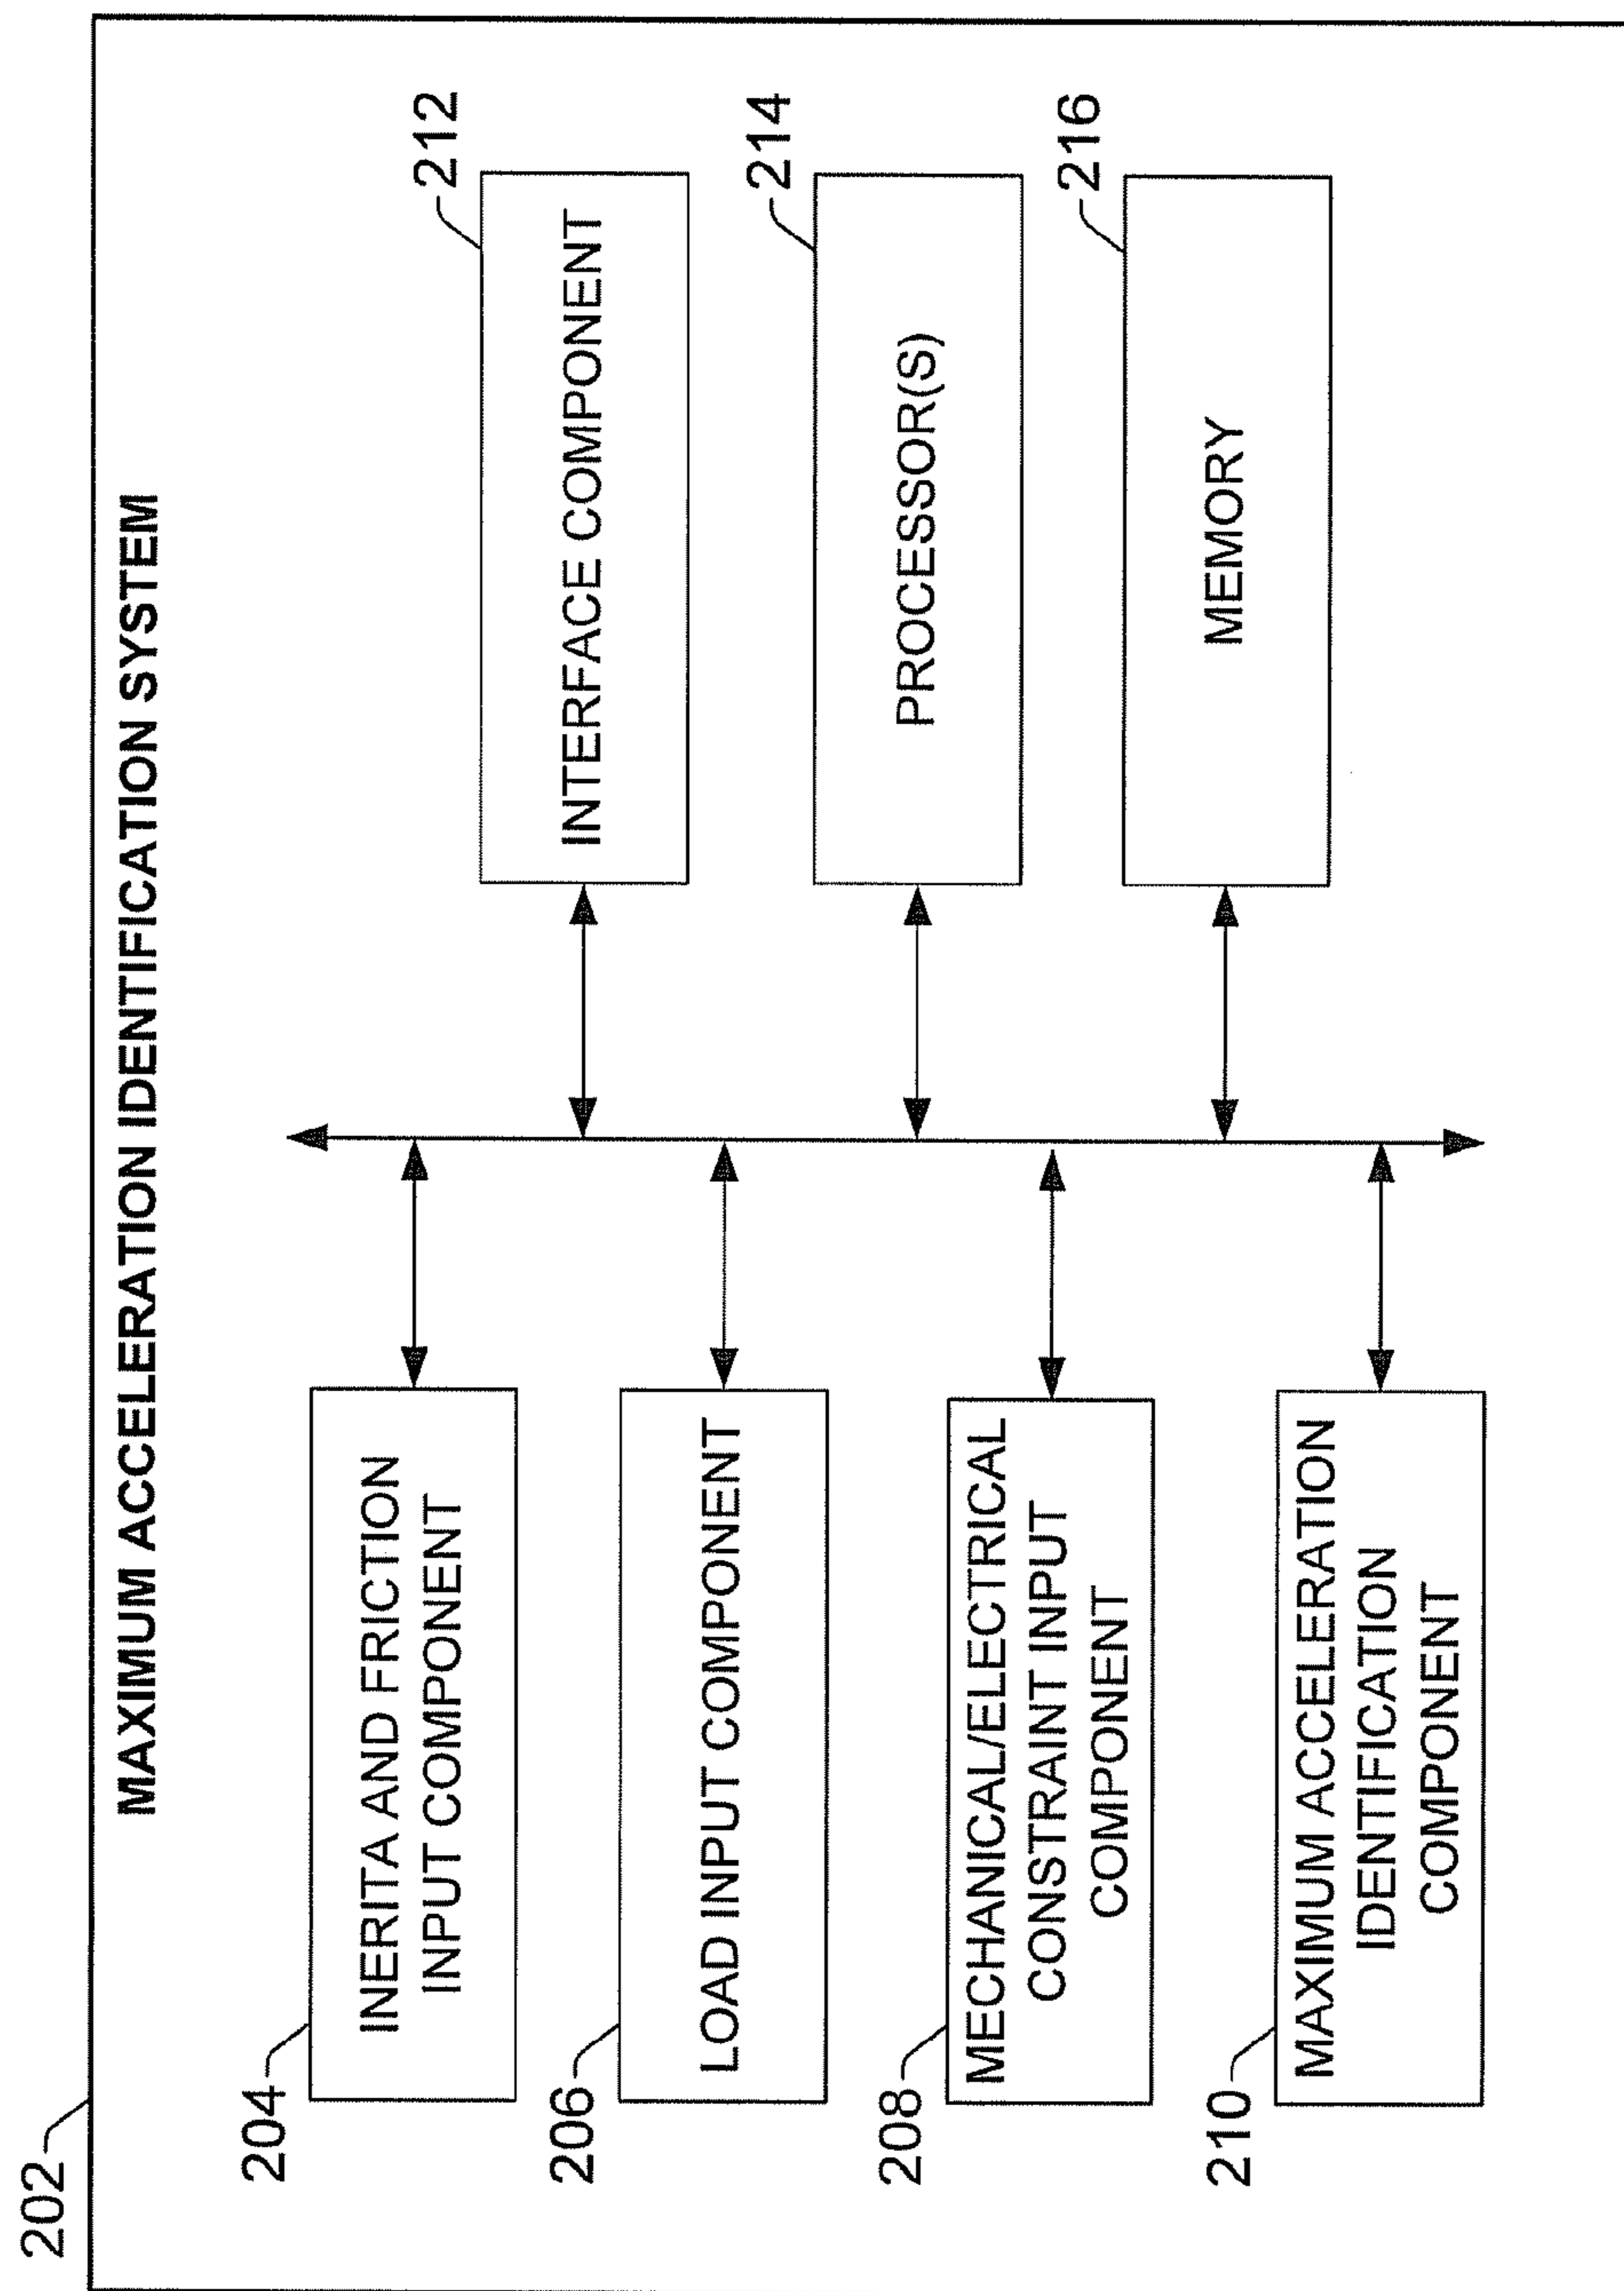 202
MAXIMUM ACCELERATION IDENTIFICATION SYSTEM
204
INERITA AND FRICTION
INPUT COMPONENT
206
LOAD INPUT COMPONENT
208
MECHANICAL/ELECTRICAL
CONSTRAINT INPUT
COMPONENT
210
MAXIMUM ACCELERATION
IDENTIFICATION
COMPONENT
212
INTERFACE COMPONENT
214
PROCESSOR(S)
216
MEMORY